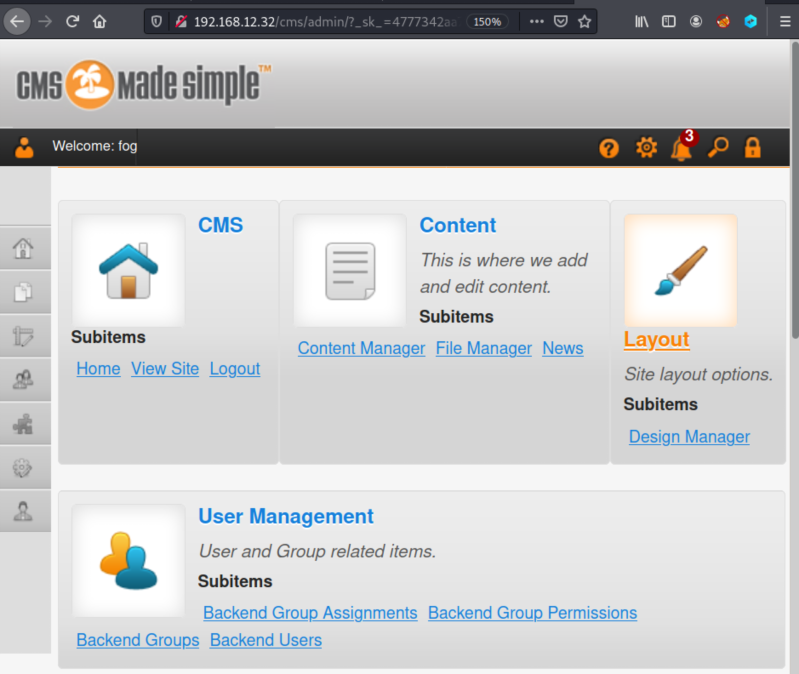 192.168.12.32/cms/admin/?_sk_=4777342aa
150%
CMS Made Simple™
Welcome: fog
3
CMS
Subitems
Home View Site Logout
Content
This is where we add
and edit content.
Subitems
Content Manager File Manager News
Layout
Site layout options.
Subitems
Design Manager
User Management
User and Group related items.
Subitems
Backend Group Assignments Backend Group Permissions
Backend Groups Backend Users